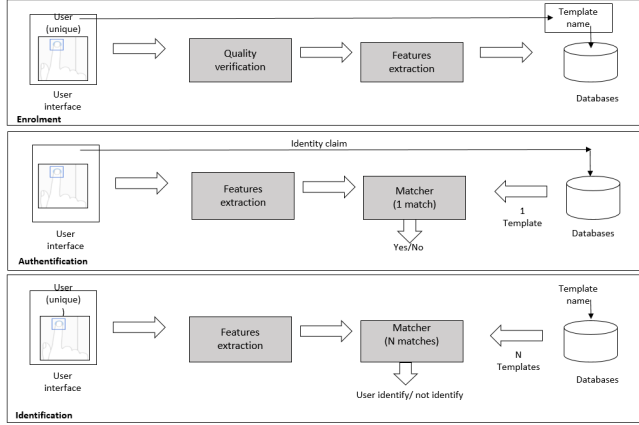 User
(unique)
Template
name
Quality
verification
Features
extraction
User
interface
Databases
Enrolment
Identity claim
Features
extraction
Matcher
(1 match)
1
Template
User
interface
Databases
Yes/No
Authentification
User
(unique)
)
Template
name
Features
extraction
Matcher
(N matches)
N
Templates
User
interface
Databases
User identify/ not identify
Identification